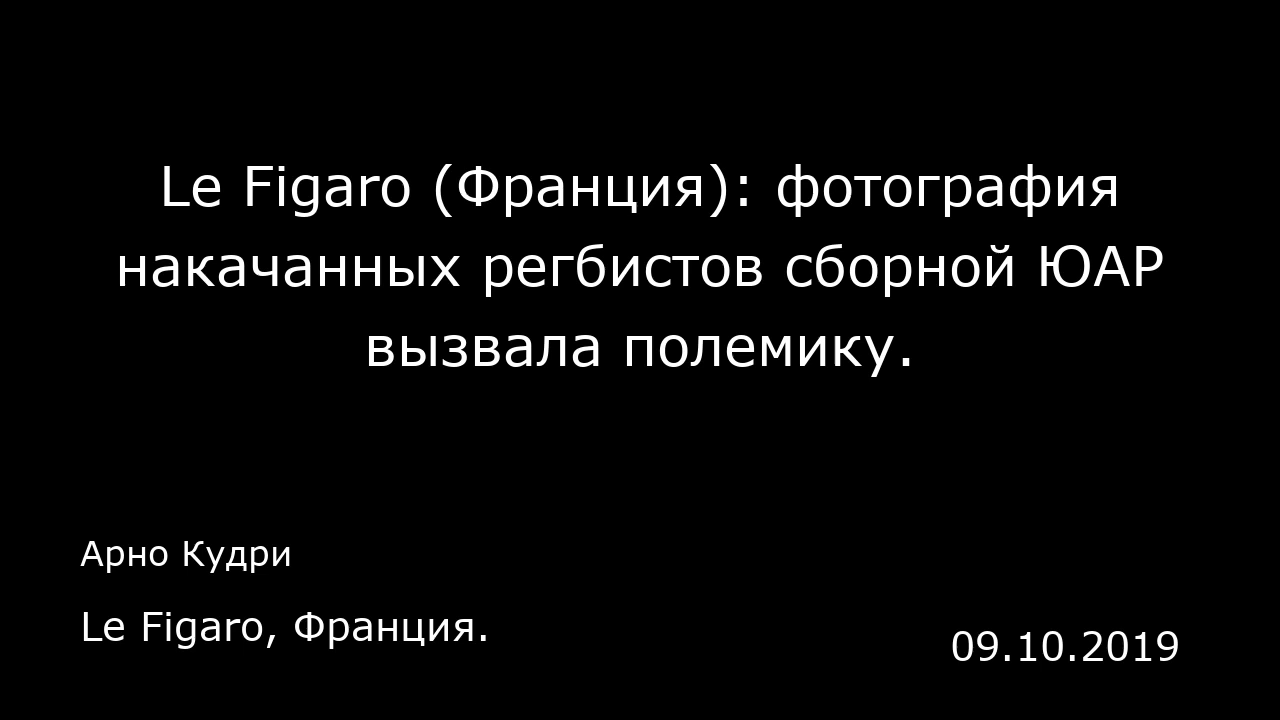 Le Figaro (Франция): фотография
накачанных регбистов сборной ЮАР
вызвала полемику.
Арно Кудри
Le Figaro, Франция.
09.10.2019